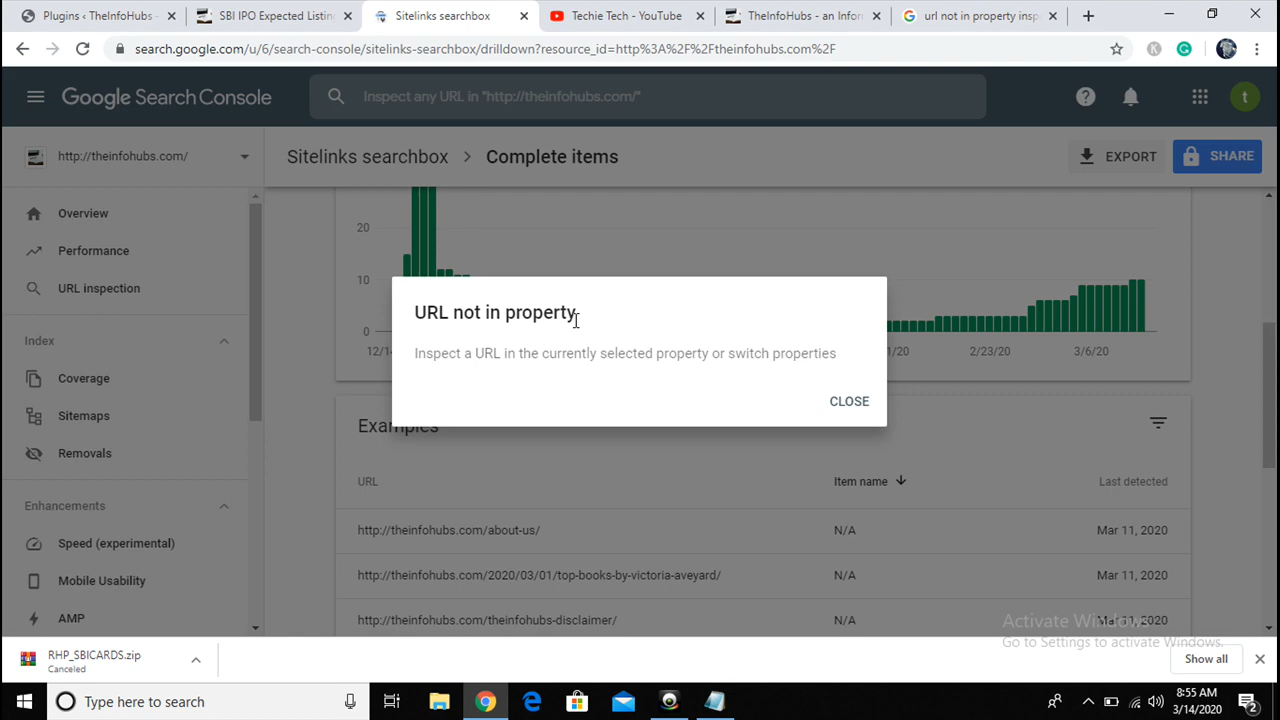 Plugins ‹ TheInfoHubs -
SBI IPO Expected Listin
Sitelinks searchbox
Techie Tech - YouTube
TheInfoHubs - an Infor
url not in property insp
search.google.com/u/6/search-console/sitelinks-searchbox/drilldown?resource_id=http%3A%2F%2Ftheinfohubs.com%2F
K
G
Google Search Console
Inspect any URL in "http://theinfohubs.com/"
t
http://theinfohubs.com/
Sitelinks searchbox > Complete items
EXPORT
SHARE
Overview
Performance
URL inspection
Index
Coverage
Sitemaps
Removals
Enhancements
Speed (experimental)
Mobile Usability
AMP
20
10
0
12/14
1/20
2/23/20
3/6/20
URL not in property
Inspect a URL in the currently selected property or switch properties
CLOSE
Examples
URL
Item name
Last detected
http://theinfohubs.com/about-us/
N/A
Mar 11, 2020
http://theinfohubs.com/2020/03/01/top-books-by-victoria-aveyard/
N/A
Mar 11, 2020
http://theinfohubs.com/theinfohubs-disclaimer/
N/A
Mar 11, 2020
Activate Windows
Go to Settings to activate Windows.
RHP_SBICARDS.zip
Canceled
Show all
Type here to search
8:55 AM
3/14/2020
2